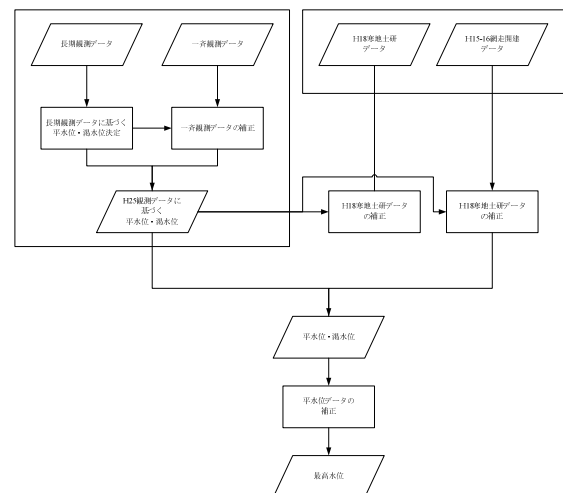 長期観測データ
一斉観測データ
H18寒地土研
データ
H15-16網走開建
データ
長期観測データに基づく
平水位・渇水位決定
一斉観測データの補正
H25観測データに
基づく
平水位・渇水位
H18寒地土研データ
の補正
H18寒地土研データ
の補正
平水位・渇水位
平水位データの
補正
最高水位